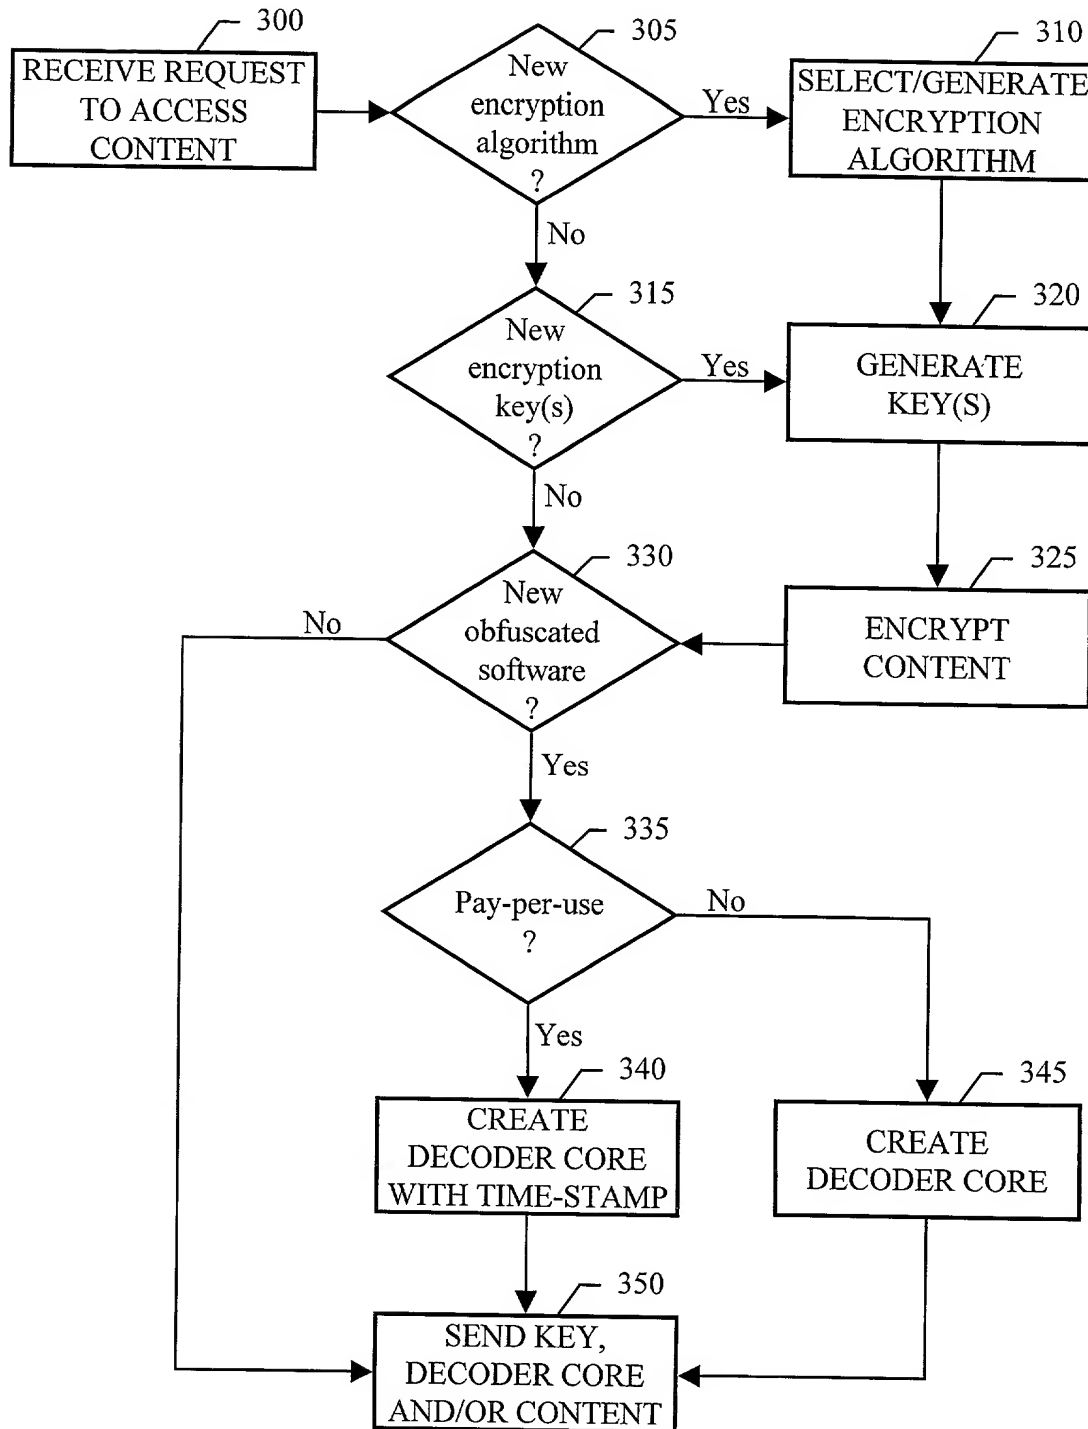 300
RECEIVE REQUEST
TO ACCESS
CONTENT
305
New
encryption
algorithm
?
Yes
310
SELECT/GENERATE
ENCRYPTION
ALGORITHM
No
315
New
encryption
key(s)
?
Yes
320
GENERATE
KEY(S)
No
330
New
obfuscated
software
?
No
325
ENCRYPT
CONTENT
Yes
335
Pay-per-use
?
No
Yes
340
CREATE
DECODER CORE
WITH TIME-STAMP
345
CREATE
DECODER CORE
350
SEND KEY,
DECODER CORE
AND/OR CONTENT